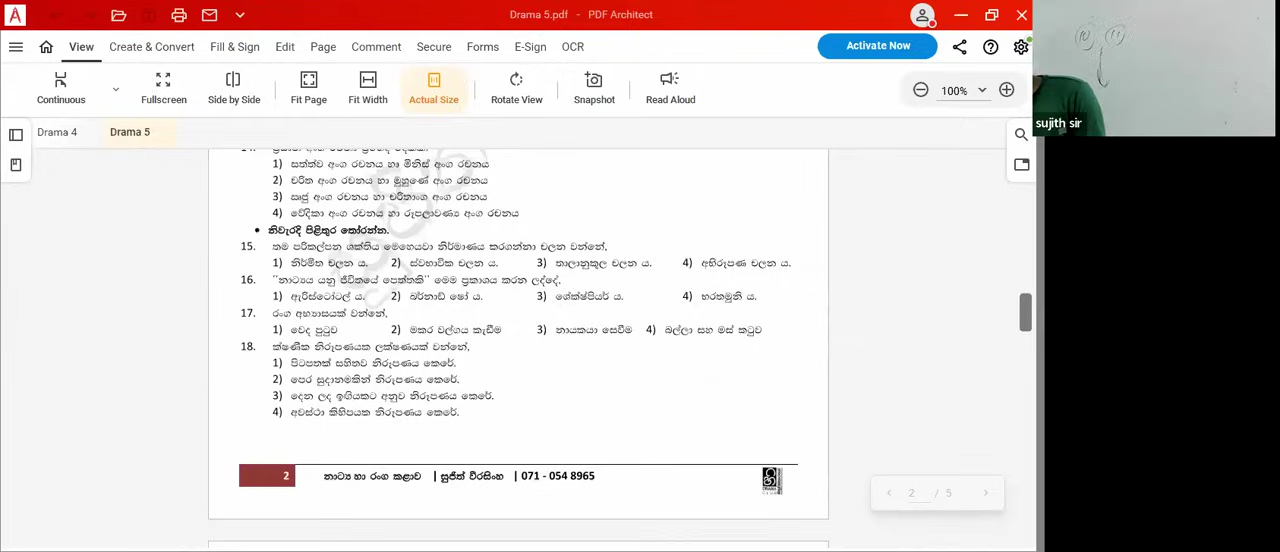 Drama 5.pdf - PDF Architect
View Create & Convert Fill & Sign Edit Page Comment Secure Forms E-Sign OCR
Activate Now
Continuous Fullscreen Side by Side Fit Page Fit Width Actual Size Rotate View Snapshot Read Aloud
100%
Drama 4 Drama 5
sujith sir
1) සත්ත්ව අංග රචනය හා මිනිස් අංග රචනය
2) චරිත අංග රචනය හා මුහුණේ අංග රචනය
3) ඍජු අංග රචනය හා චරිතාංග අංග රචනය
4) වේදිකා අංග රචනය හා රූපලාවණ්‍ය අංග රචනය
• නිවැරදි පිළිතුර තෝරන්න.
15. තම පරිකල්පන ශක්තිය මෙහෙයවා නිර්මාණය කරගන්නා චලන වන්නේ,
1) නිර්මිත චලන ය. 2) ස්වභාවික චලන ය. 3) තාලානුකූල චලන ය. 4) අභිරූපණ චලන ය.
16. "නාට්‍යය යනු ජීවිතයේ පෙත්තකි" මෙම ප්‍රකාශය කරන ලද්දේ,
1) ඇරිස්ටෝටල් ය. 2) බර්නාඩ් ෂෝ ය. 3) ශේක්ෂ්පියර් ය. 4) භරතමුනි ය.
17. රංග අභ්‍යාසයක් වන්නේ,
1) වෙද පුටුව 2) මකර වල්ගය කැඩීම 3) නායකයා සෙවීම 4) බල්ලා සහ මස් කටුව
18. ක්ෂණික නිරූපණයක ලක්ෂණයක් වන්නේ,
1) පිටපතක් සහිතව නිරූපණය කෙරේ.
2) පෙර සූදානමකින් නිරූපණය කෙරේ.
3) දෙන ලද ඉඟියකට අනුව නිරූපණය කෙරේ.
4) අවස්ථා කිහිපයක නිරූපණය කෙරේ.
2 නාට්‍ය හා රංග කළාව | සුජිත් වීරසිංහ | 071 - 054 8965
2 / 5